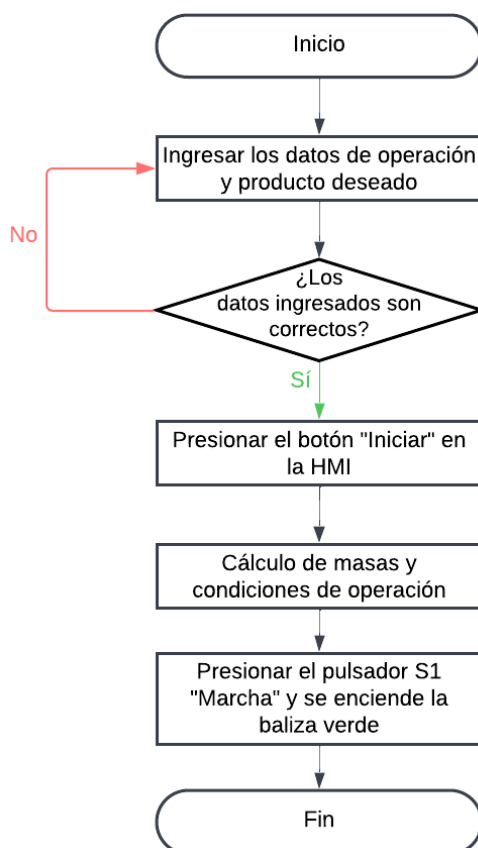 Inicio
Ingresar los datos de operación
y producto deseado
No
¿Los
datos ingresados son
correctos?
Sí
Presionar el botón "Iniciar" en
la HMI
Cálculo de masas y
condiciones de operación
Presionar el pulsador S1
"Marcha" y se enciende la
baliza verde
Fin